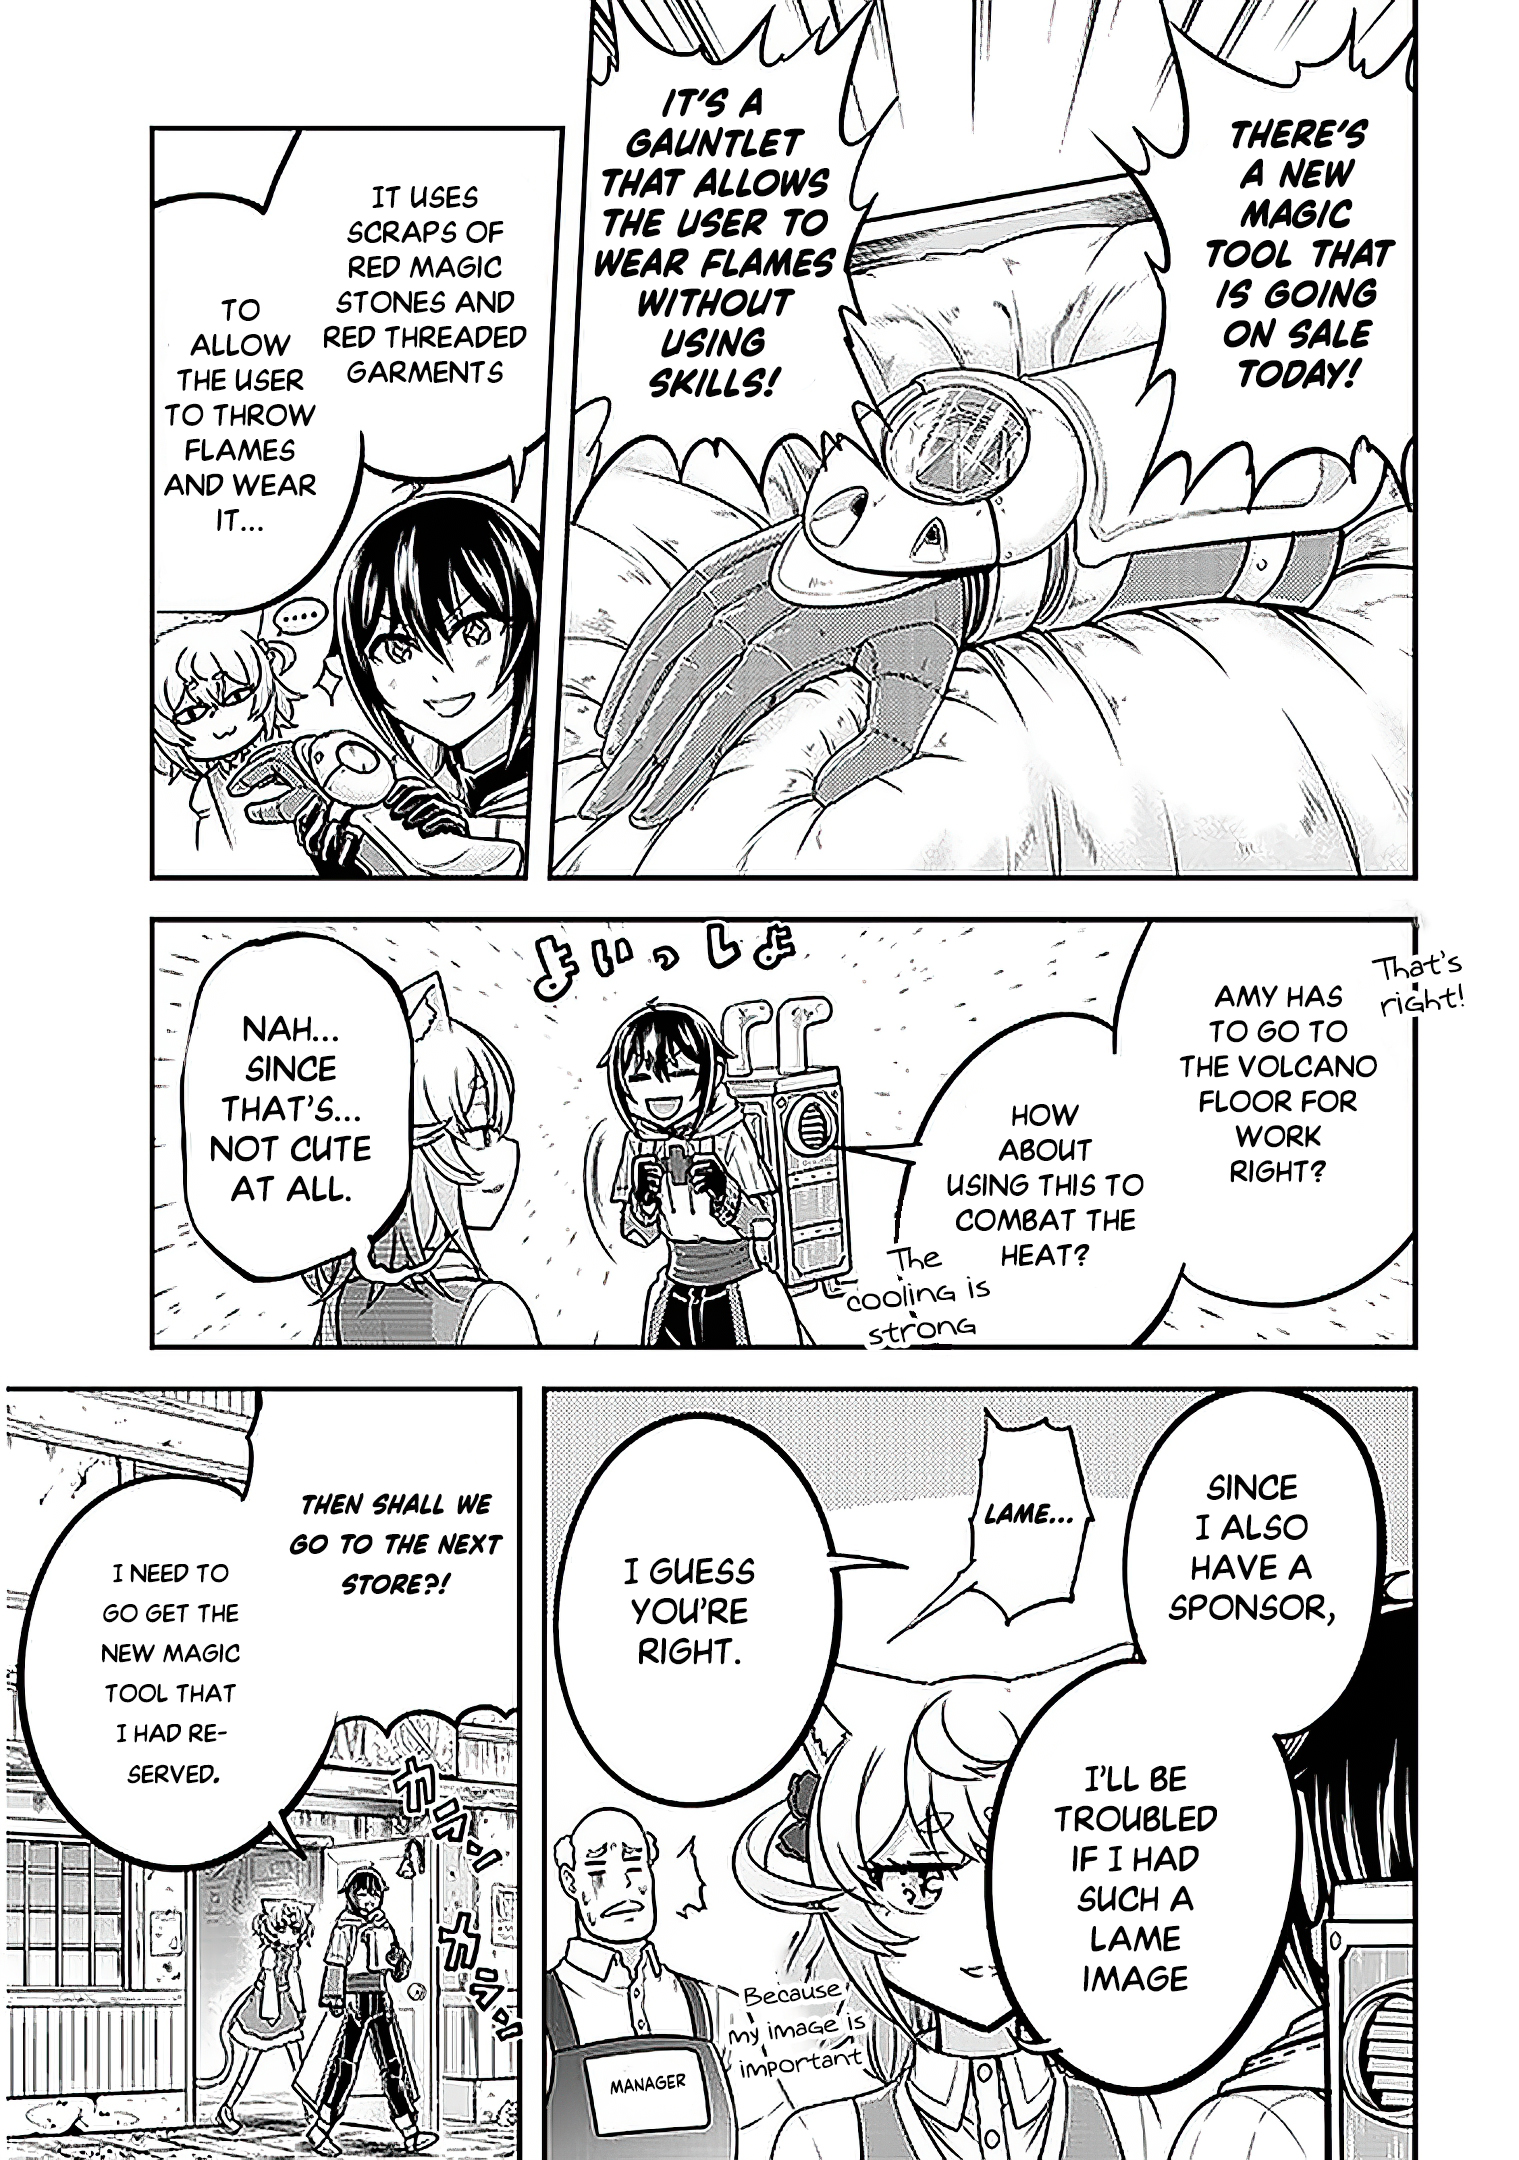 THERE'S
A NEW
MAGIC
TOOL THAT
IS GOING
ON SALE
TODAY!
IT'S A
GAUNTLET
THAT ALLOWS
THE USER TO
WEAR FLAMES
WITHOUT
USING
SKILLS!
IT USES
SCRAPS OF
RED MAGIC
STONES AND
RED THREADED
GARMENTS
TO
ALLOW
THE USER
TO THROW
FLAMES
AND WEAR
IT...
....
That's
right!
AMY HAS
TO GO TO
THE VOLCANO
FLOOR FOR
WORK
RIGHT?
HOW
ABOUT
USING THIS TO
COMBAT THE
HEAT?
The
cooling is
strong
よいっしょ
NAH...
SINCE
THAT'S...
NOT CUTE
AT ALL.
SINCE
I ALSO
HAVE A
SPONSOR,
I'LL BE
TROUBLED
IF I HAD
SUCH A
LAME
IMAGE
LAME...
I GUESS
YOU'RE
RIGHT.
Because
my image is
important
MANAGER
THEN SHALL WE
GO TO THE NEXT
STORE?!
I NEED TO
GO GET THE
NEW MAGIC
TOOL THAT
I HAD RE-
SERVED.
カラン
カラン